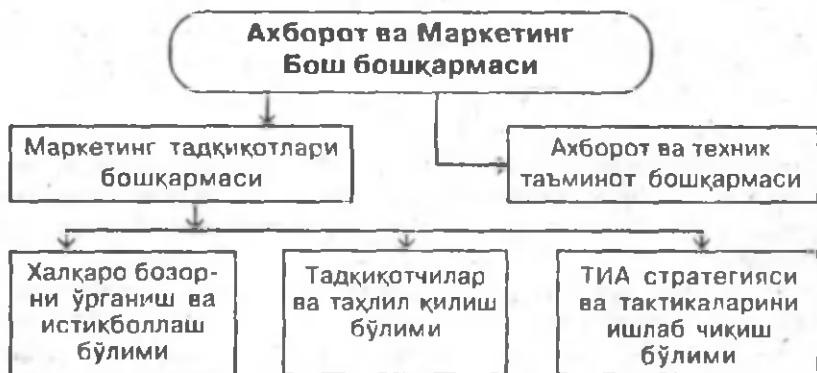 Ахборот ва Маркетинг
Бош бошқармаси
Маркетинг тадқиқотлари
бошқармаси
Ахборот ва техник
таъминот бошқармаси
Халқаро бозор-
ни ўрганиш ва
истиқболлаш
бўлими
Тадқиқотчилар
ва таҳлил қилиш
бўлими
ТИА стратегияси
ва тактикаларини
ишлаб чиқиш
бўлими